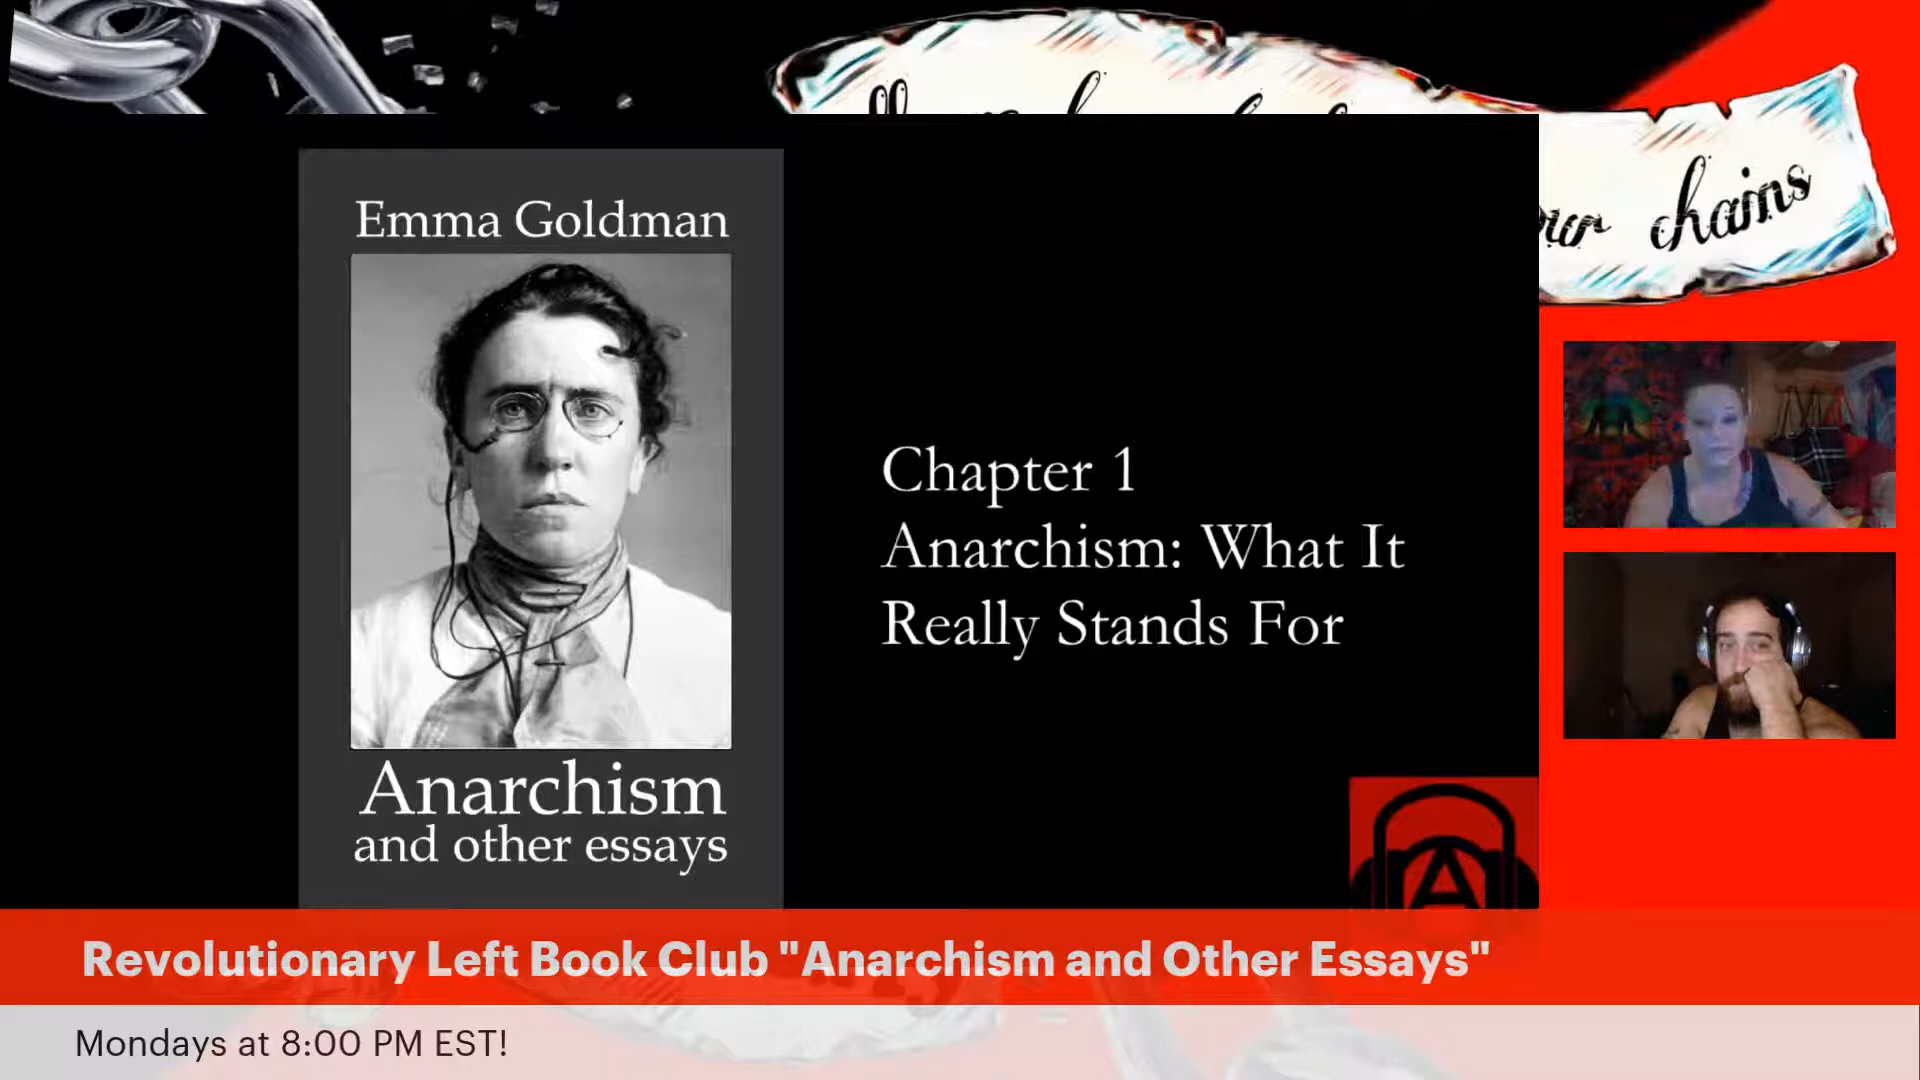 our chains
Emma Goldman
Anarchism
and other essays
Chapter 1
Anarchism: What It
Really Stands For
Revolutionary Left Book Club "Anarchism and Other Essays"
Mondays at 8:00 PM EST!